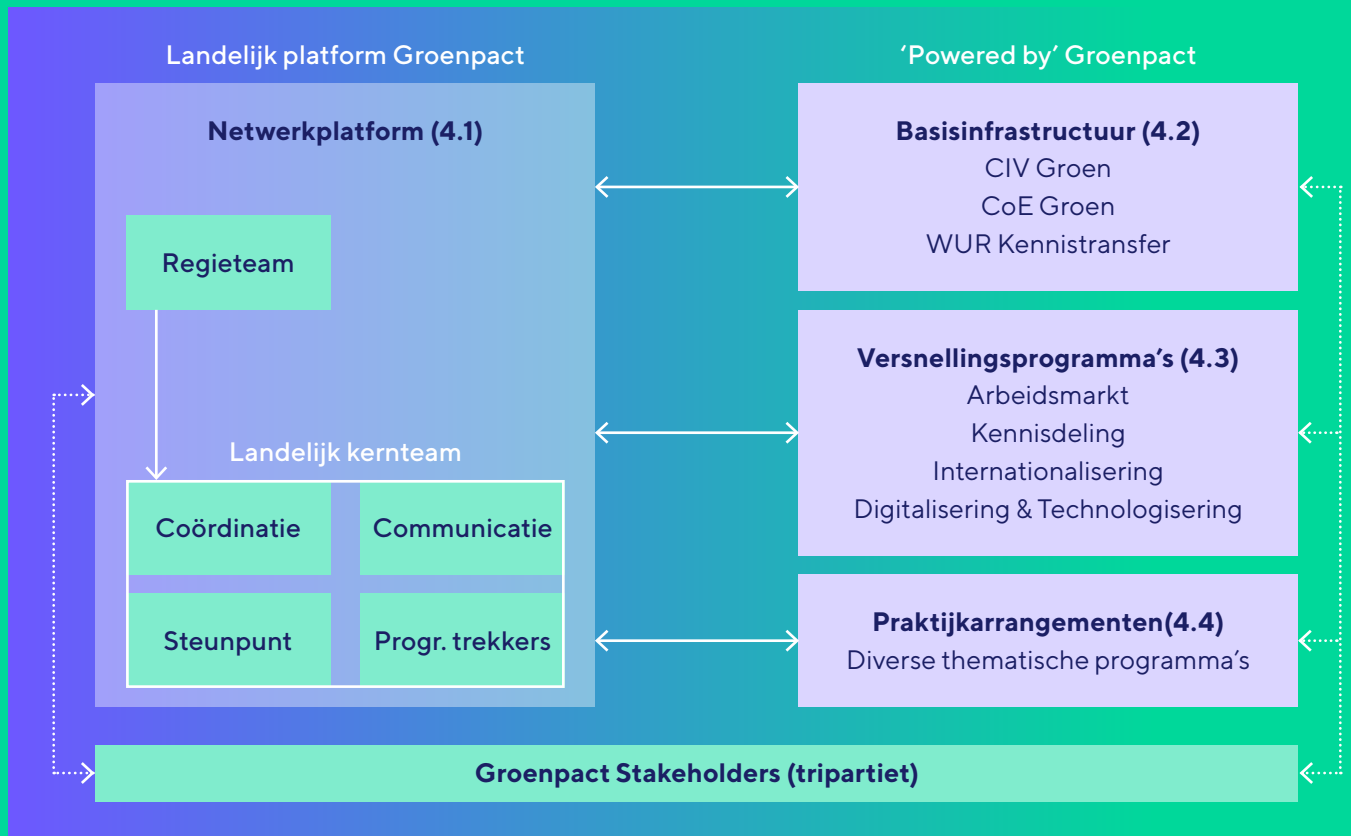 Landelijk platform Groenpact
Netwerkplatform (4.1)
Regieteam
Landelijk kernteam
Coördinatie
Communicatie
Steunpunt
Progr. trekkers
‘Powered by’ Groenpact
Basisinfrastructuur (4.2)
CIV Groen
CoE Groen
WUR Kennistransfer
Versnellingsprogramma’s (4.3)
Arbeidsmarkt
Kennisdeling
Internationalisering
Digitalisering & Technologisering
Praktijkarrangementen(4.4)
Diverse thematische programma’s
Groenpact Stakeholders (tripartiet)